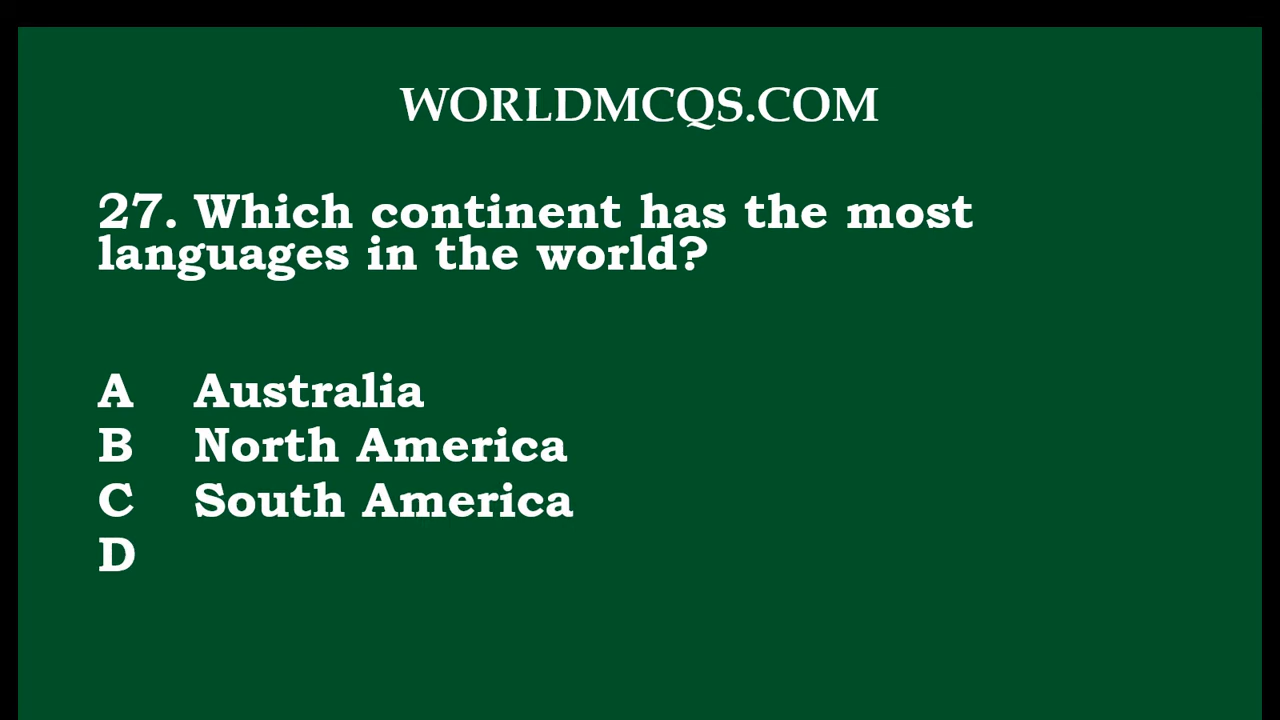 WORLDMCQS.COM
27. Which continent has the most
languages in the world?
A Australia
B North America
C South America
D